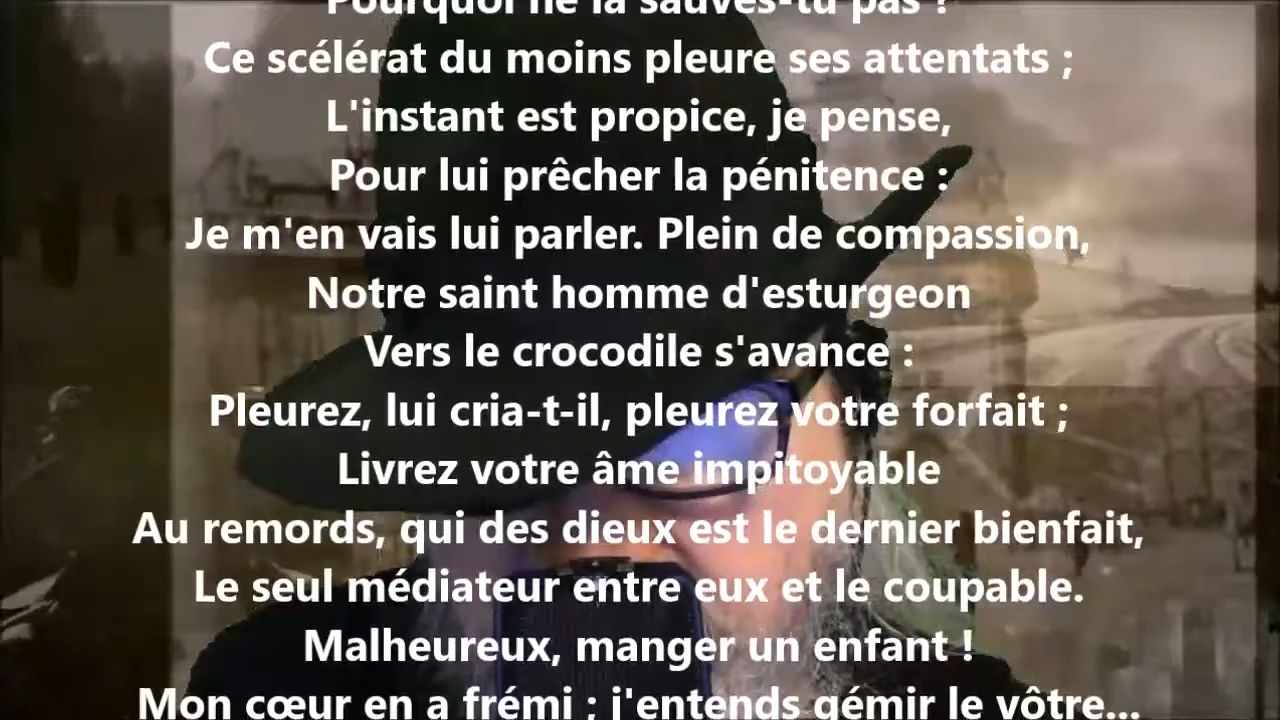 Pourquoi ne la sauves-tu pas ?
Ce scélérat du moins pleure ses attentats ;
L'instant est propice, je pense,
Pour lui prêcher la pénitence :
Je m'en vais lui parler. Plein de compassion,
Notre saint homme d'esturgeon
Vers le crocodile s'avance :
Pleurez, lui cria-t-il, pleurez votre forfait ;
Livrez votre âme impitoyable
Au remords, qui des dieux est le dernier bienfait,
Le seul médiateur entre eux et le coupable.
Malheureux, manger un enfant !
Mon cœur en a frémi ; j'entends gémir le vôtre...